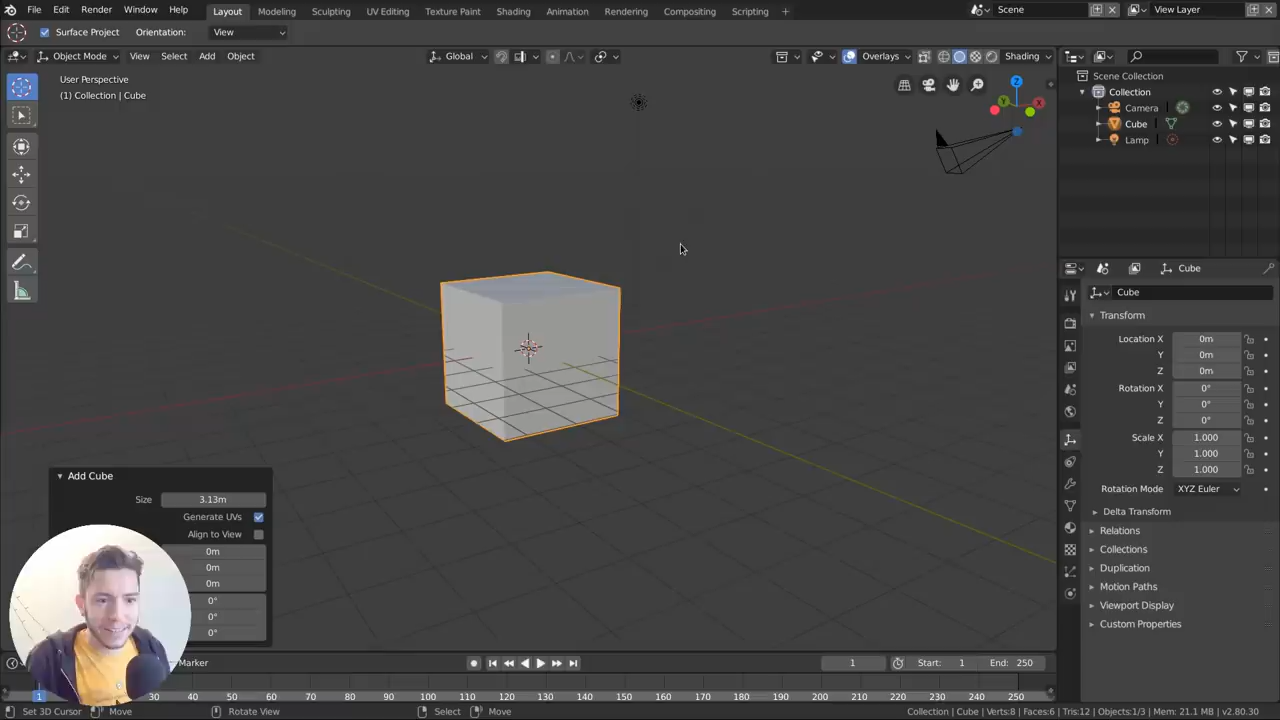 File Edit Render Window Help Layout Modeling Sculpting UV Editing Texture Paint Shading Animation Rendering Compositing Scripting + Scene View Layer
Surface Project Orientation: View
Object Mode View Select Add Object Global Overlays Shading
User Perspective
(1) Collection | Cube
Scene Collection
Collection
Camera
Cube
Lamp
Cube
Cube
Transform
Location X 0m
Y 0m
Z 0m
Rotation X 0°
Y 0°
Z 0°
Scale X 1.000
Y 1.000
Z 1.000
Rotation Mode XYZ Euler
Delta Transform
Relations
Collections
Duplication
Motion Paths
Viewport Display
Custom Properties
Add Cube
Size 3.13m
Generate UVs
Align to View
0m
0m
0m
0°
0°
0°
Marker 1 Start: 1 End: 250
1 30 40 50 60 70 80 90 100 110 120 130 140 150 160 170 180 190 200 210 220 230 240 250
Set 3D Cursor Move Rotate View Select Move Collection | Cube | Verts:8 | Faces:6 | Tris:12 | Objects:1/3 | Mem: 21.1 MB | v2.80.30